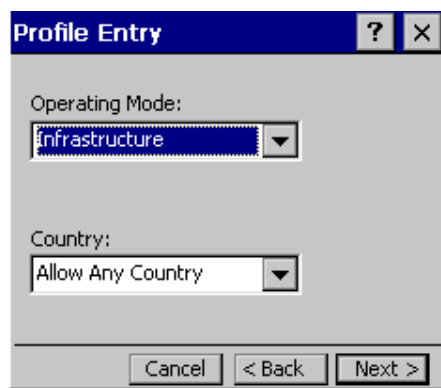 Profile Entry ? ×
Operating Mode:
Infrastructure
Country:
Allow Any Country
Cancel < Back Next >